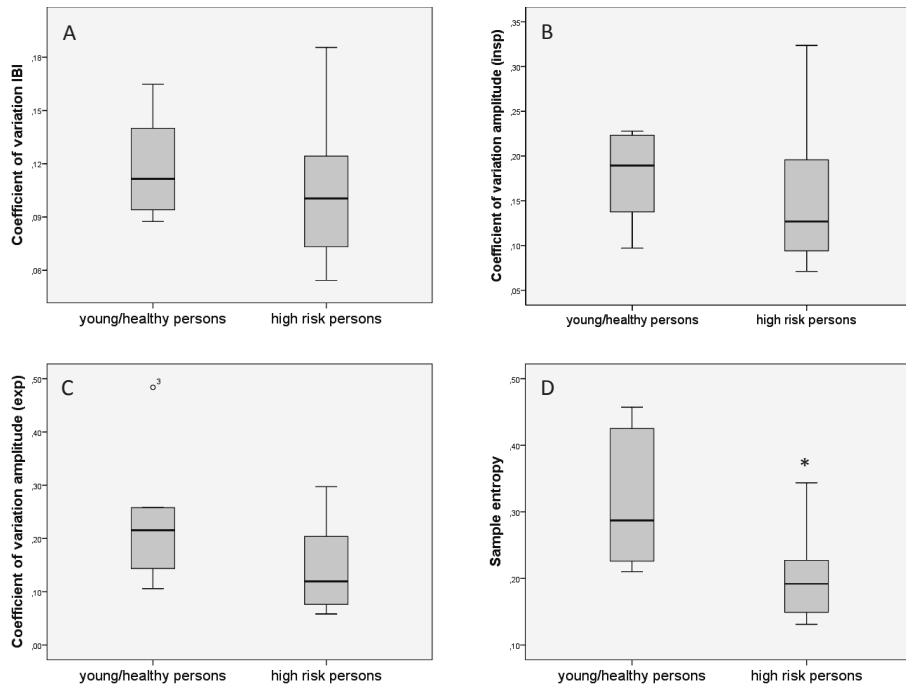 A
Coefficient of variation IBI
,18
,15
,12
,09
,06
young/healthy persons
high risk persons
B
Coefficient of variation amplitude (insp)
,35
,30
,25
,20
,15
,10
,05
young/healthy persons
high risk persons
C
Coefficient of variation amplitude (exp)
,50
,40
,30
,20
,10
,00
3
young/healthy persons
high risk persons
D
Sample entropy
,50
,40
,30
,20
,10
*
young/healthy persons
high risk persons